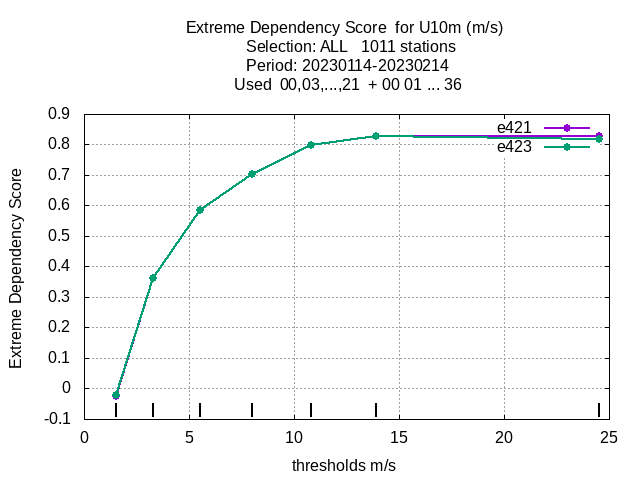 Extreme Dependency Score  for U10m (m/s)
Selection: ALL   1011 stations
Period: 20230114-20230214
Used  00,03,...,21  + 00 01 ... 36
0.9
0.8
0.7
0.6
0.5
0.4
0.3
0.2
0.1
0
-0.1
Extreme Dependency Score
e421
e423
0
5
10
15
20
25
thresholds m/s